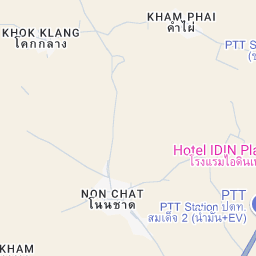 KHAM PHAI
คำไผ่
KHOK KLANG
โคกกลาง
PTT S
Hotel IDIN Pla
โรงแรมไอดิน
NON CHAT
โนนชาด
PTT
PTT Station ปตท.
สมเด็จ 2 (น้ำมัน+EV)
KHAM